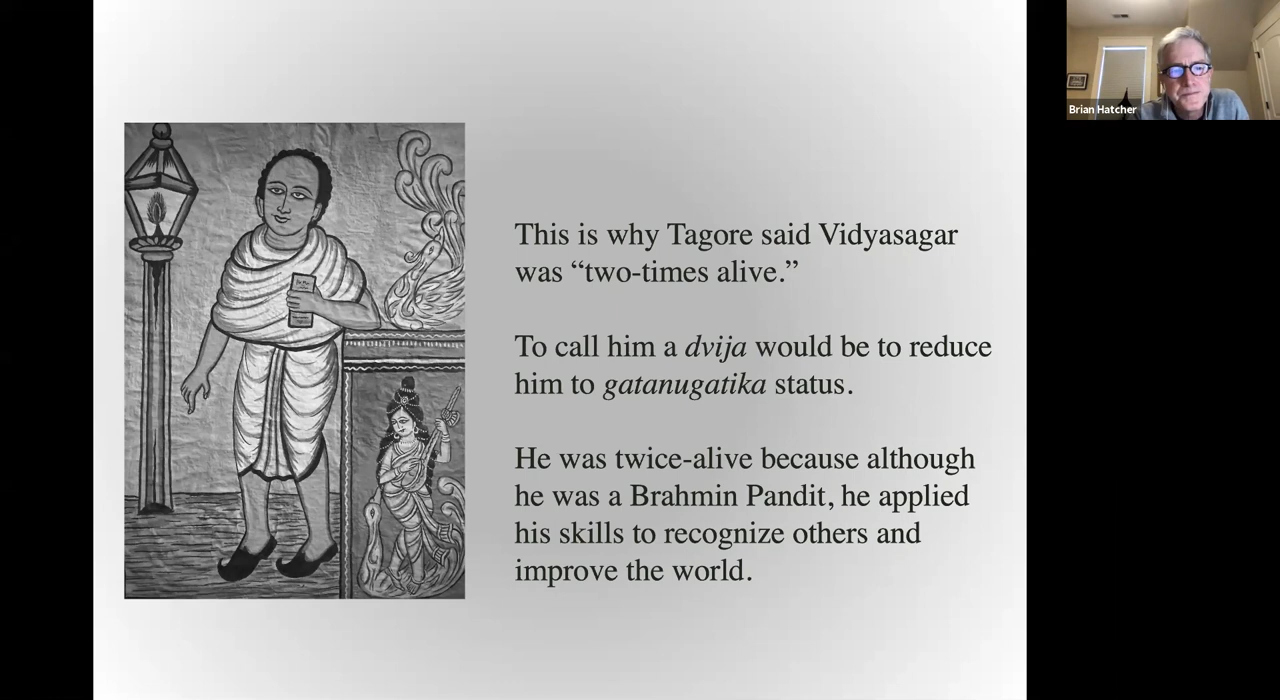 This is why Tagore said Vidyasagar
was “two-times alive.”
To call him a dvija would be to reduce
him to gatanugatika status.
He was twice-alive because although
he was a Brahmin Pandit, he applied
his skills to recognize others and
improve the world.
Brian Hatcher